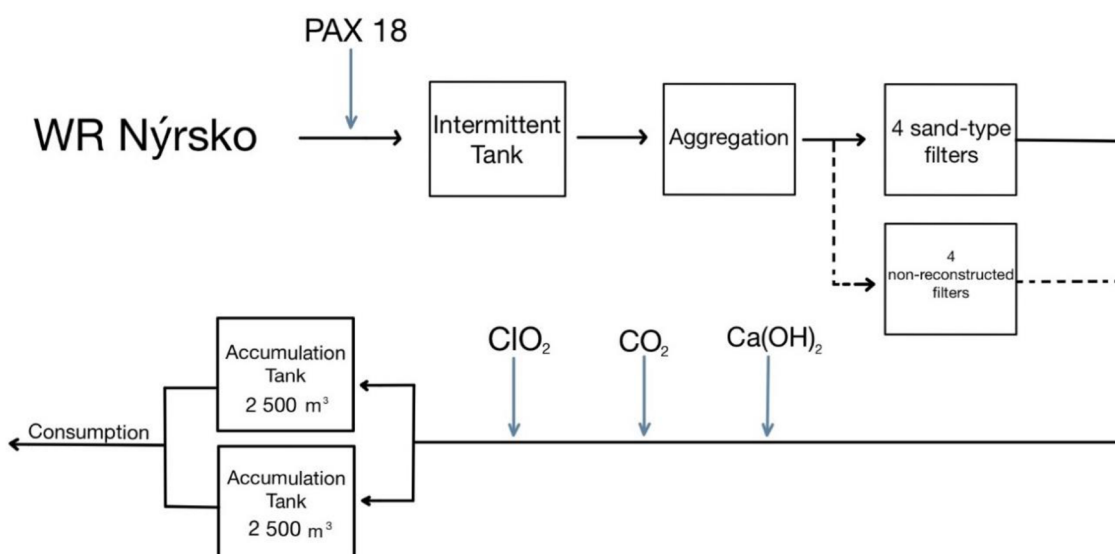 PAX 18
WR Nýrsko
Intermittent
Tank
Aggregation
4 sand-type
filters
4
non-reconstructed
filters
ClO₂
CO₂
Ca(OH)₂
Accumulation
Tank
2 500 m³
Consumption
Accumulation
Tank
2 500 m³